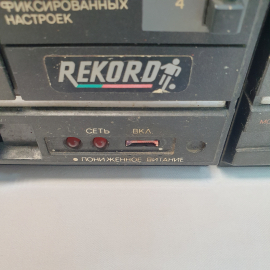 ФИКСИРОВАННЫХ
НАСТРОЕК
4
REKORD
СЕТЬ ВКЛ.
ПОНИЖЕННОЕ ПИТАНИЕ